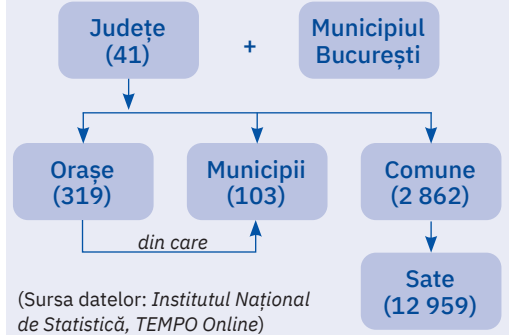 Județe
(41)
+
Municipiul
București
Orașe
(319)
Municipii
(103)
Comune
(2 862)
din care
Sate
(12 959)
(Sursa datelor: Institutul Național
de Statistică, TEMPO Online)